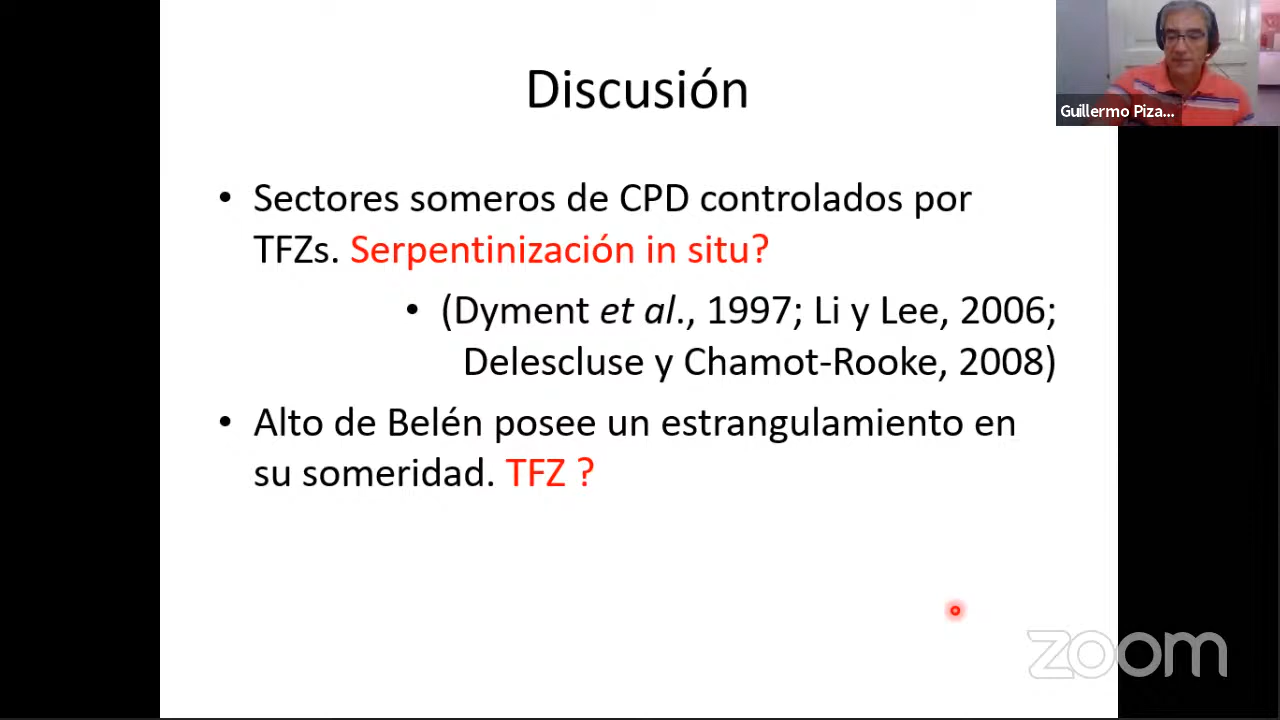 Discusión
Guillermo Piza...
• Sectores someros de CPD controlados por
TFZs. Serpentinización in situ?
• (Dyment et al., 1997; Li y Lee, 2006;
Delescluse y Chamot-Rooke, 2008)
• Alto de Belén posee un estrangulamiento en
su someridad. TFZ ?
zoom